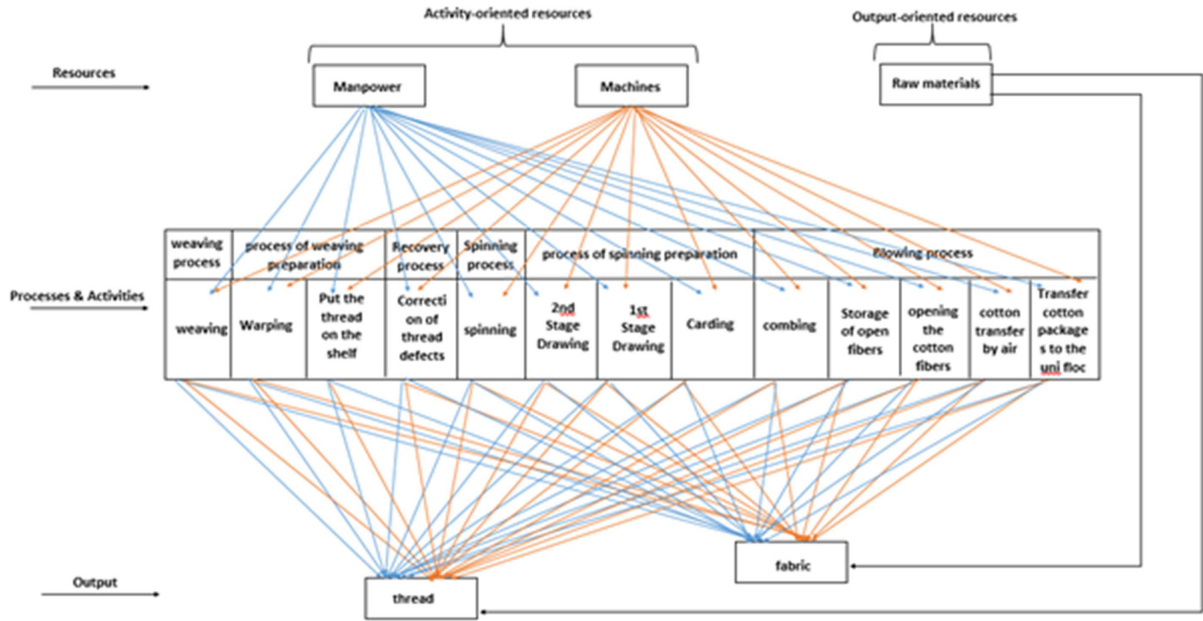 Activity-oriented resources
Output-oriented resources
Resources
Manpower
Machines
Raw materials
weaving
process
process of weaving
preparation
Recovery
process
Spinning
process
process of spinning preparation
Blowing process
Processes & Activities
weaving
Warping
Put the
thread
on the
shelf
Correcti
on of
thread
defects
spinning
2nd
Stage
Drawing
1st
Stage
Drawing
Carding
combing
Storage
of open
fibers
opening
the
cotton
fibers
cotton
transfer
by air
Transfer
cotton
package
s to the
uni floc
fabric
Output
thread